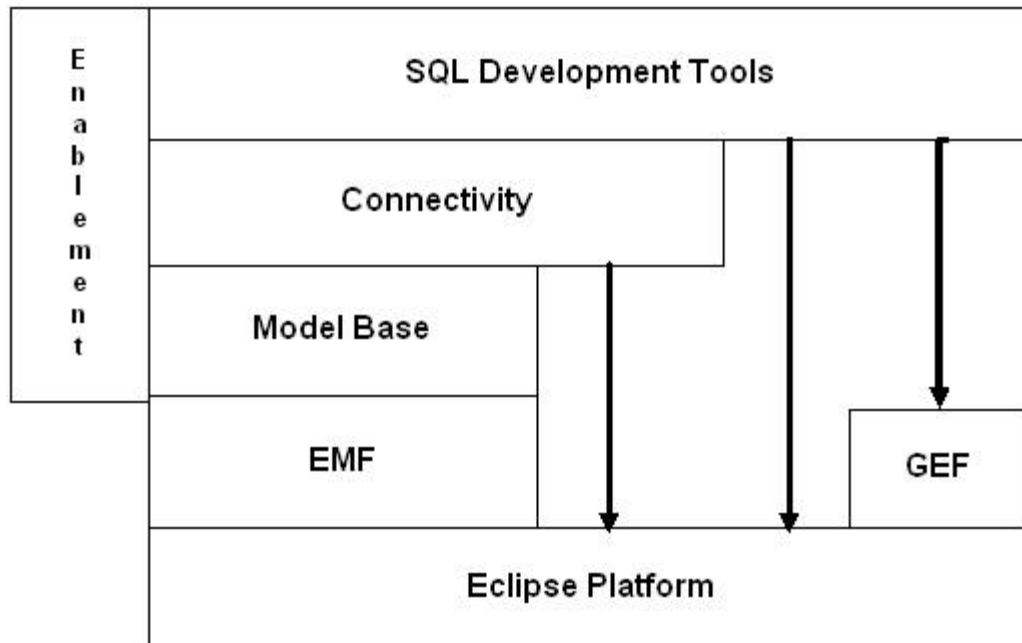 Enablement
SQL Development Tools
Connectivity
Model Base
EMF
GEF
Eclipse Platform